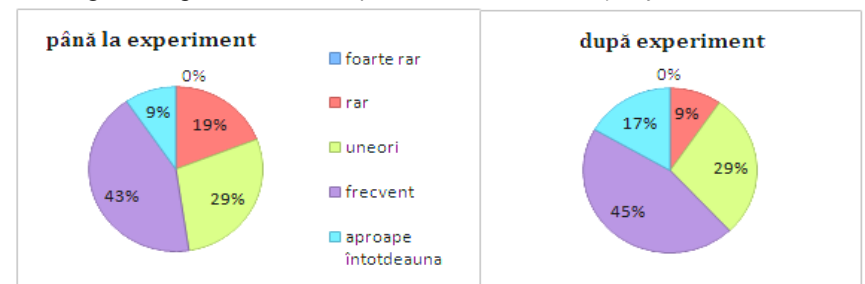 până la experiment
0%
9%
19%
43%
29%
foarte rar
rar
uneori
frecvent
aproape
întotdeauna
după experiment
0%
9%
17%
29%
45%